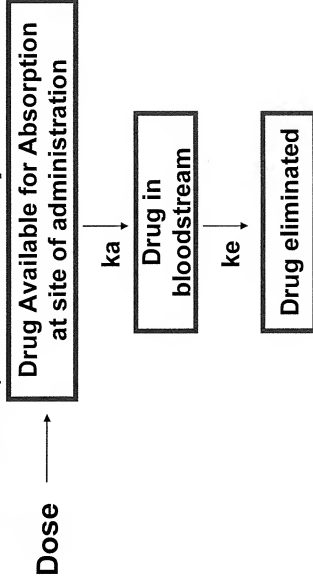 Dose
Drug Available for Absorption
at site of administration
ka
Drug in
bloodstream
ke
Drug eliminated